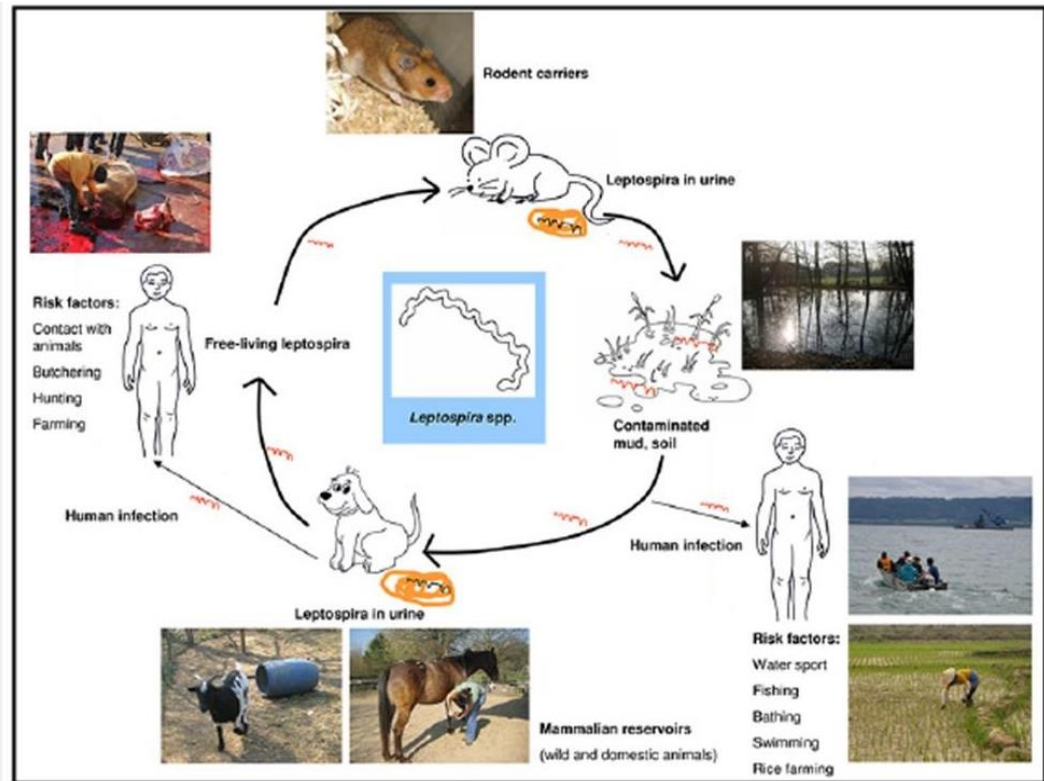 Rodent carriers
Leptospira in urine
Risk factors:
Contact with
animals
Butchering
Hunting
Farming
Free-living leptospira
Leptospira spp.
Contaminated
mud, soil
Human infection
Human infection
Leptospira in urine
Mammalian reservoirs
(wild and domestic animals)
Risk factors:
Water sport
Fishing
Bathing
Swimming
Rice farming